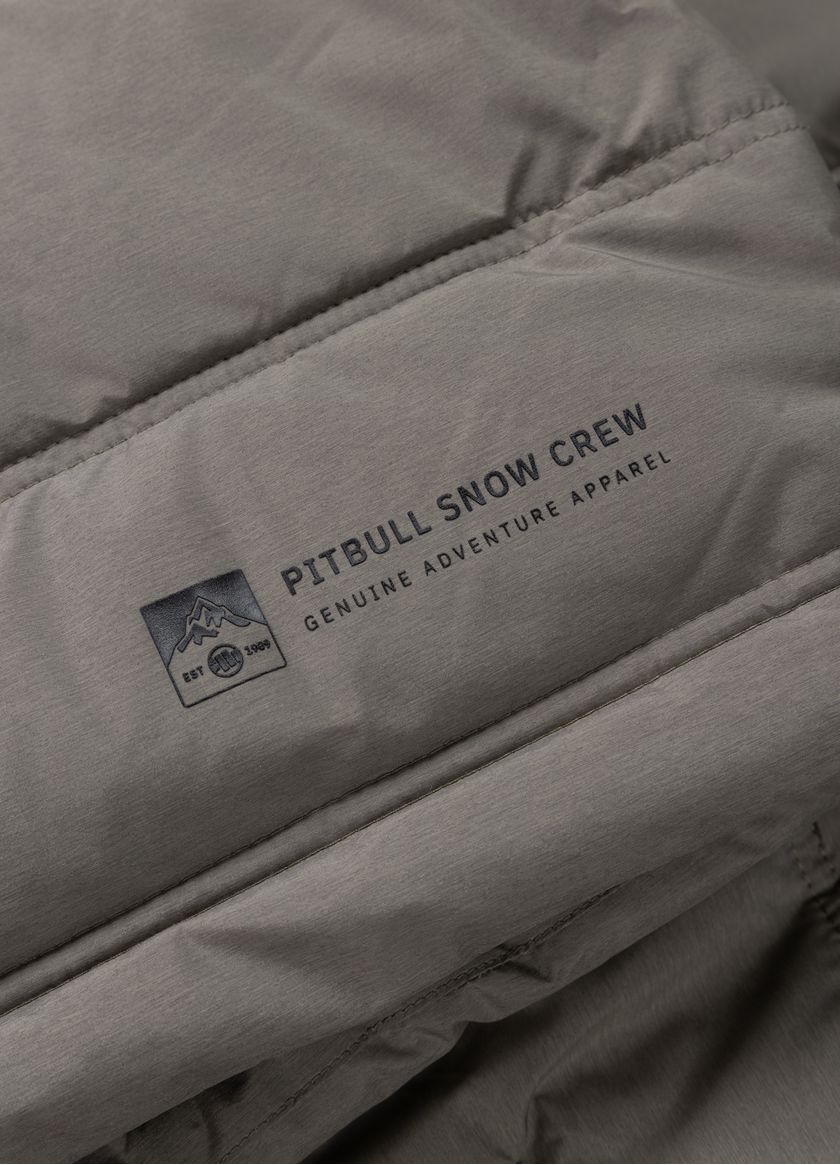 PITBULL SNOW CREW
GENUINE ADVENTURE APPAREL
EST 1989